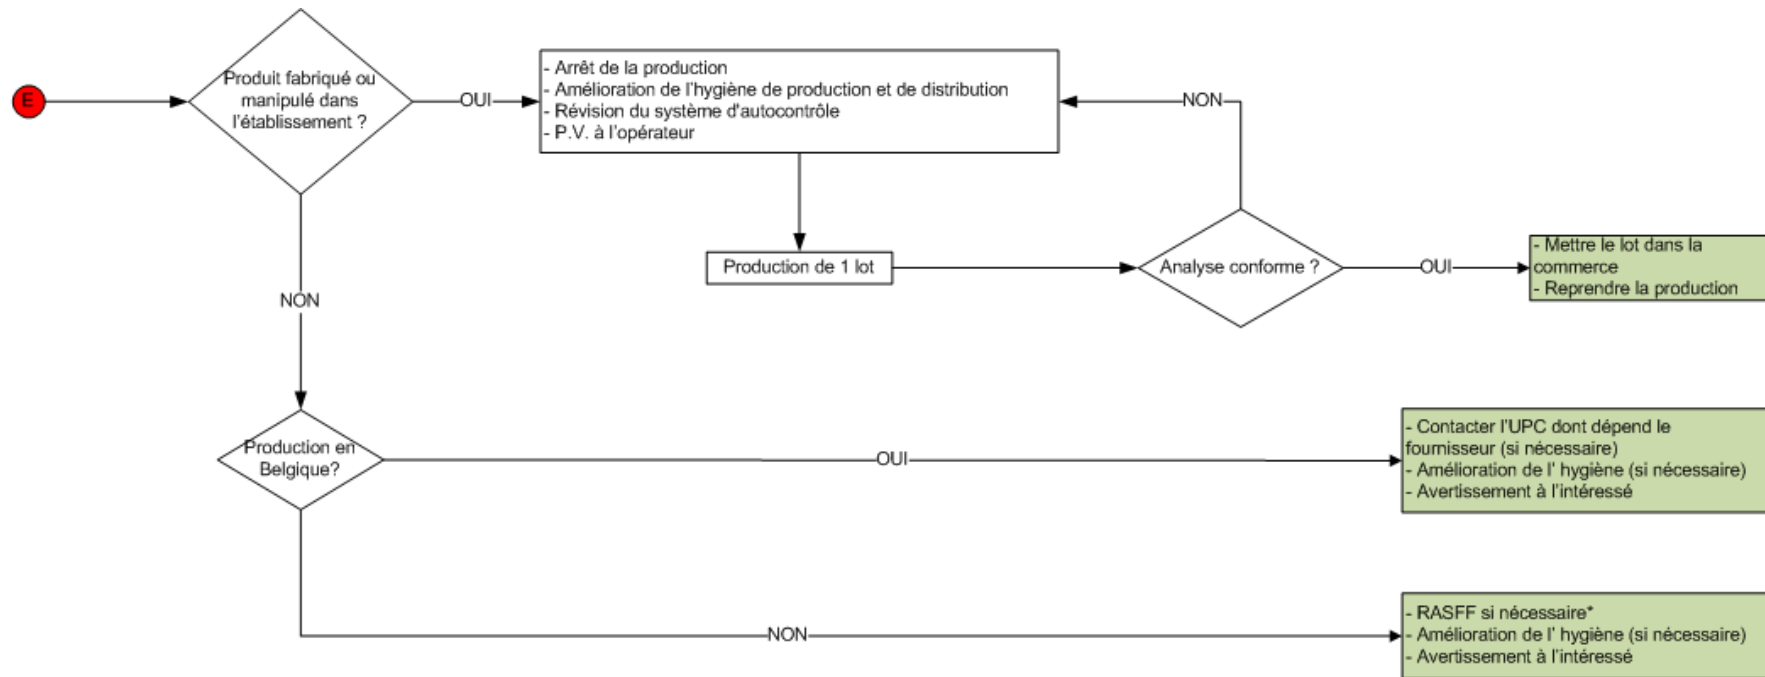 E
Produit fabriqué ou
manipulé dans
l'établissement ?
OUI
- Arrêt de la production
- Amélioration de l'hygiène de production et de distribution
- Révision du système d'autocontrôle
- P.V. à l'opérateur
NON
Production de 1 lot
Analyse conforme ?
OUI
- Mettre le lot dans la
commerce
- Reprendre la production
NON
Production en
Belgique?
OUI
- Contacter l'UPC dont dépend le
fournisseur (si nécessaire)
- Amélioration de l' hygiène (si nécessaire)
- Avertissement à l'intéressé
NON
- RASFF si nécessaire*
- Amélioration de l' hygiène (si nécessaire)
- Avertissement à l'intéressé